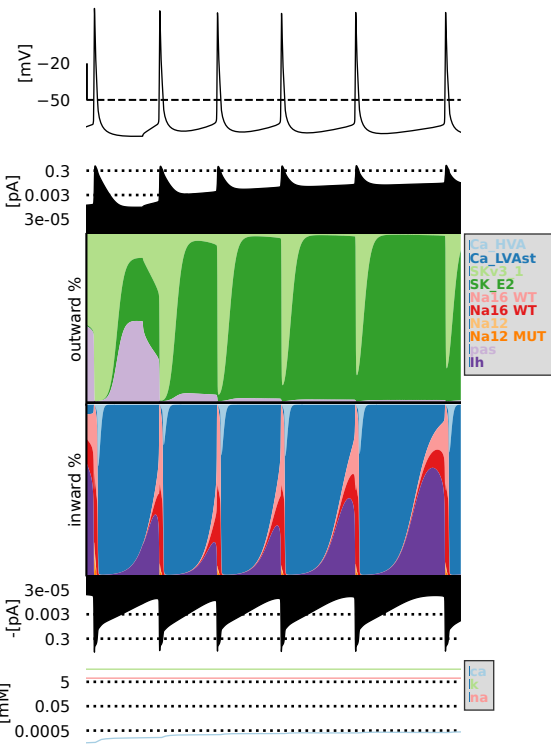 [mV]
−20
−50
[pA]
0.3
0.003
3e-05
outward %
Ca_HVA
Ca_LVAst
SKv3_1
SK_E2
Na16 WT
Na16 WT
Na12
Na12 MUT
pas
Ih
inward %
-[pA]
3e-05
0.003
0.3
[mM]
5
0.05
0.0005
ca
k
na